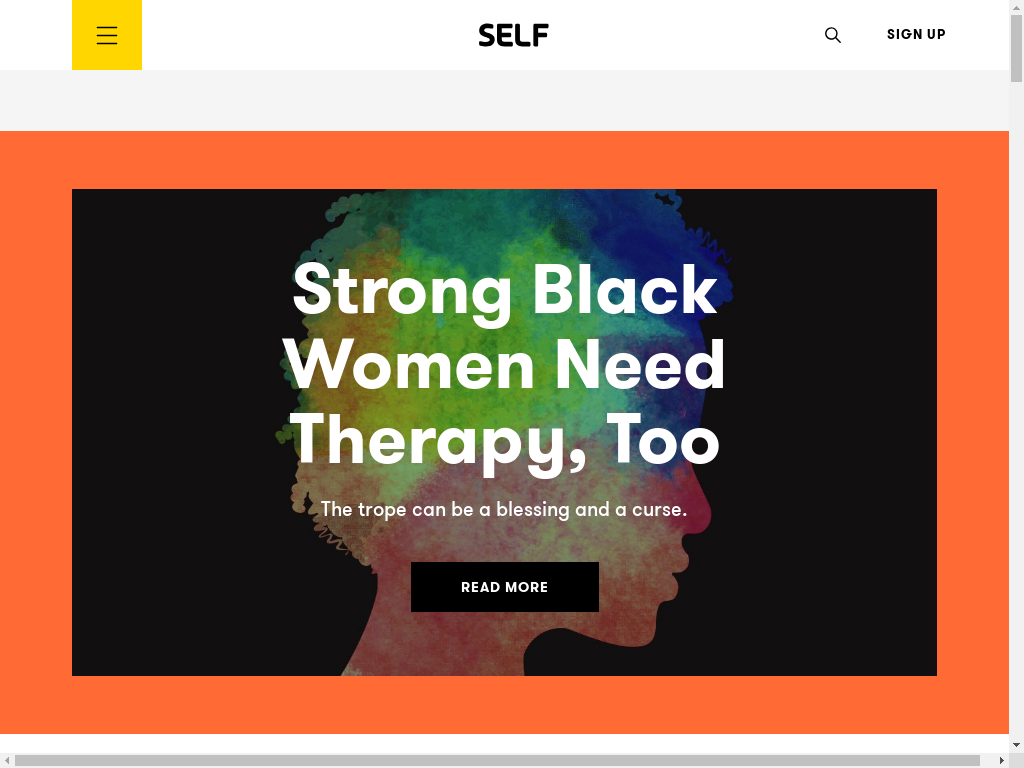 SELF
SIGN UP
Strong Black
Women Need
Therapy, Too
The trope can be a blessing and a curse.
READ MORE